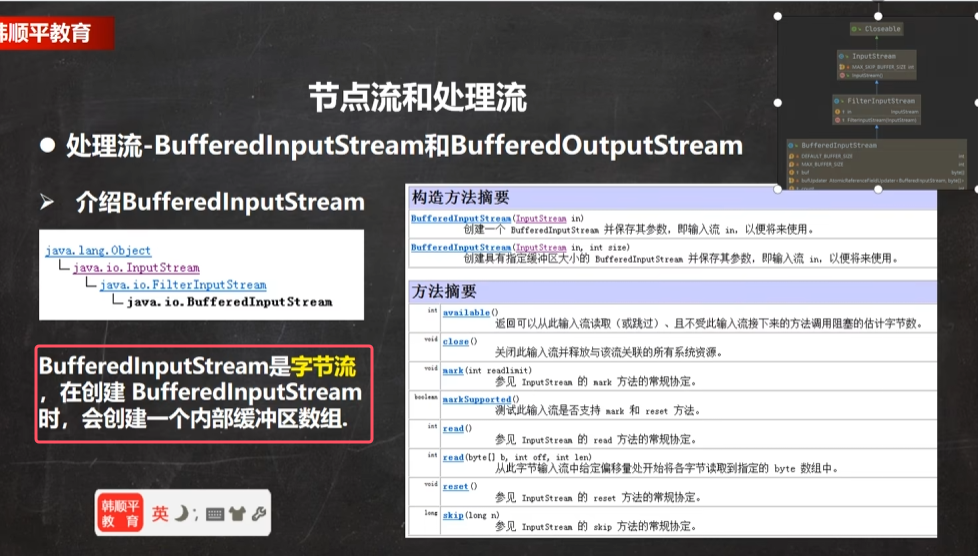 韩顺平教育
节点流和处理流
● 处理流-BufferedInputStream和BufferedOutputStream
➢ 介绍BufferedInputStream
java.lang.Object
java.io.InputStream
java.io.FilterInputStream
java.io.BufferedInputStream
BufferedInputStream是字节流
，在创建 BufferedInputStream
时，会创建一个内部缓冲区数组.
构造方法摘要
BufferedInputStream(InputStream in)
创建一个 BufferedInputStream 并保存其参数，即输入流 in，以便将来使用。
BufferedInputStream(InputStream in, int size)
创建具有指定缓冲区大小的 BufferedInputStream 并保存其参数，即输入流 in，以便将来使用。
方法摘要
int available()
返回可以从此输入流读取（或跳过）、且不受此输入流接下来的方法调用阻塞的估计字节数。
void close()
关闭此输入流并释放与该流关联的所有系统资源。
void mark(int readlimit)
参见 InputStream 的 mark 方法的常规协定。
boolean markSupported()
测试此输入流是否支持 mark 和 reset 方法。
int read()
参见 InputStream 的 read 方法的常规协定。
int read(byte[] b, int off, int len)
从此字节输入流中给定偏移量处开始将各字节读取到指定的 byte 数组中。
void reset()
参见 InputStream 的 reset 方法的常规协定。
long skip(long n)
参见 InputStream 的 skip 方法的常规协定。
Closeable
InputStream
MAX_SKIP_BUFFER_SIZE int
InputStream()
FilterInputStream
in InputStream
FilterInputStream(InputStream)
BufferedInputStream
DEFAULT_BUFFER_SIZE int
MAX_BUFFER_SIZE int
buf byte[]
韩顺平
教 育
英